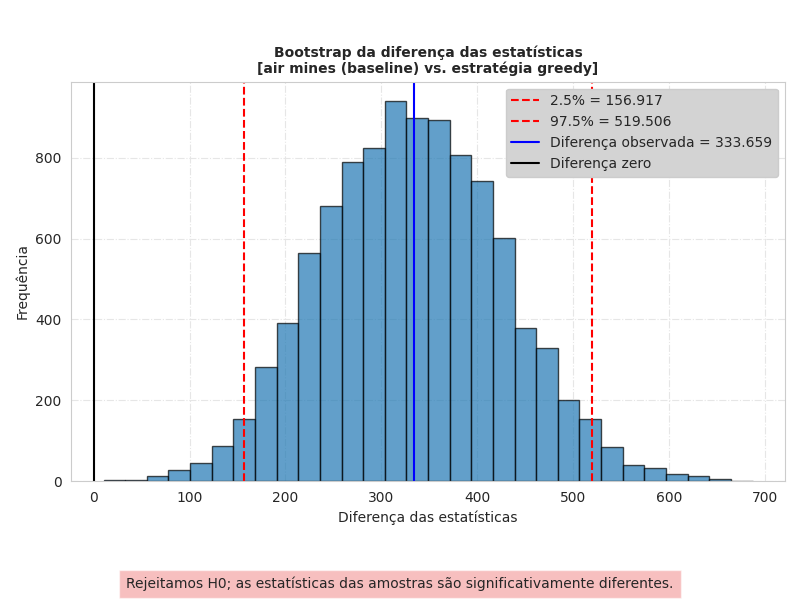 Bootstrap da diferença das estatísticas
[air mines (baseline) vs. estratégia greedy]
2.5% = 156.917
97.5% = 519.506
Diferença observada = 333.659
Diferença zero
Frequência
800
600
400
200
0
0 100 200 300 400 500 600 700
Diferença das estatísticas
Rejeitamos H0; as estatísticas das amostras são significativamente diferentes.